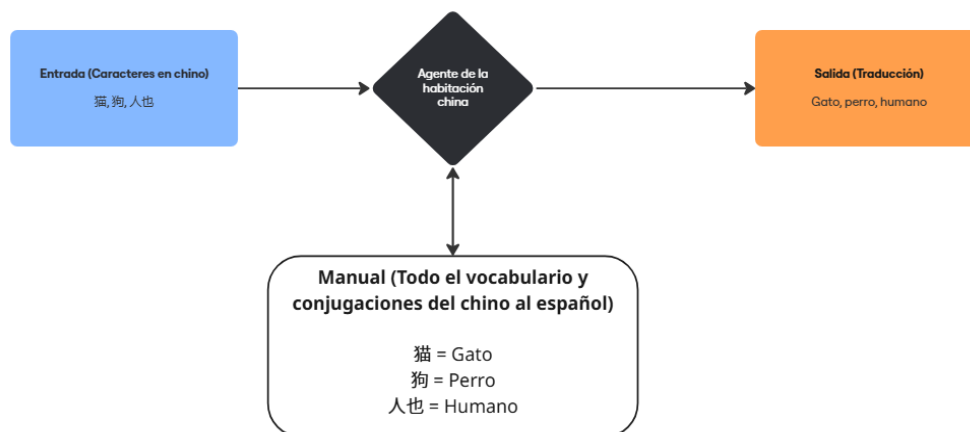 Entrada (Caracteres en chino)
猫, 狗, 人也
Agente de la
habitación
china
Salida (Traducción)
Gato, perro, humano
Manual (Todo el vocabulario y
conjugaciones del chino al español)
猫 = Gato
狗 = Perro
人也 = Humano